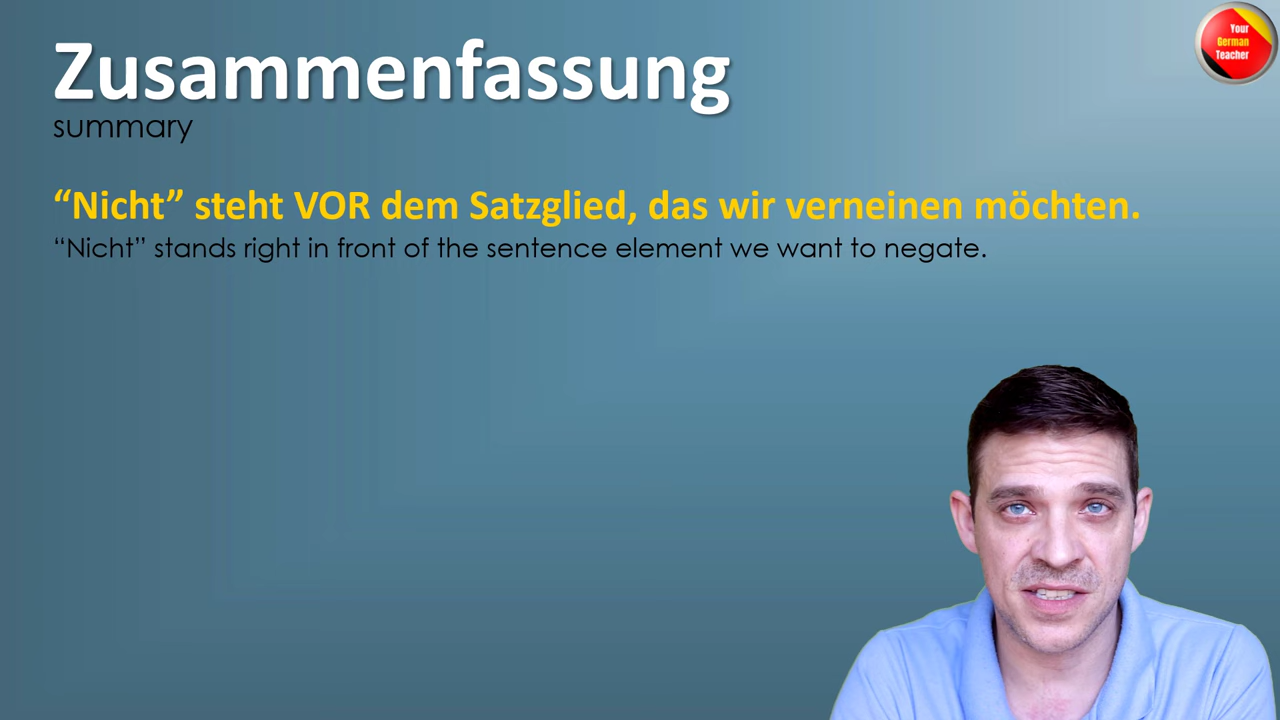 Zusammenfassung
summary
“Nicht” steht VOR dem Satzglied, das wir verneinen möchten.
“Nicht” stands right in front of the sentence element we want to negate.
Your
German
Teacher